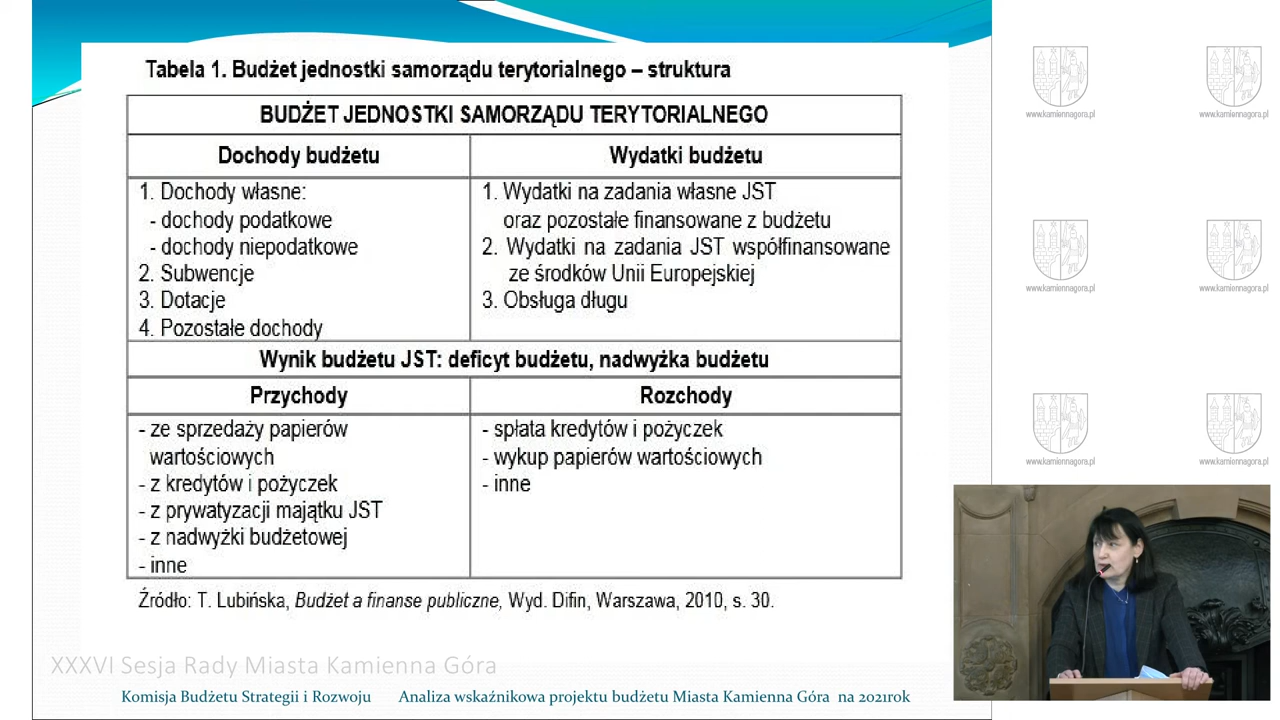 Tabela 1. Budżet jednostki samorządu terytorialnego – struktura
BUDŻET JEDNOSTKI SAMORZĄDU TERYTORIALNEGO
Dochody budżetu
Wydatki budżetu
1. Dochody własne:
- dochody podatkowe
- dochody niepodatkowe
2. Subwencje
3. Dotacje
4. Pozostałe dochody
1. Wydatki na zadania własne JST
oraz pozostałe finansowane z budżetu
2. Wydatki na zadania JST współfinansowane
ze środków Unii Europejskiej
3. Obsługa długu
Wynik budżetu JST: deficyt budżetu, nadwyżka budżetu
Przychody
Rozchody
- ze sprzedaży papierów
wartościowych
- z kredytów i pożyczek
- z prywatyzacji majątku JST
- z nadwyżki budżetowej
- inne
- spłata kredytów i pożyczek
- wykup papierów wartościowych
- inne
Źródło: T. Lubińska, Budżet a finanse publiczne, Wyd. Difin, Warszawa, 2010, s. 30.
XXXVI Sesja Rady Miasta Kamienna Góra
Komisja Budżetu Strategii i Rozwoju Analiza wskaźnikowa projektu budżetu Miasta Kamienna Góra na 2021rok
www.kamiennagora.pl
www.kamiennagora.pl
www.kamiennagora.pl
www.kamiennagora.pl
www.kamiennagora.pl
www.kamiennagora.pl